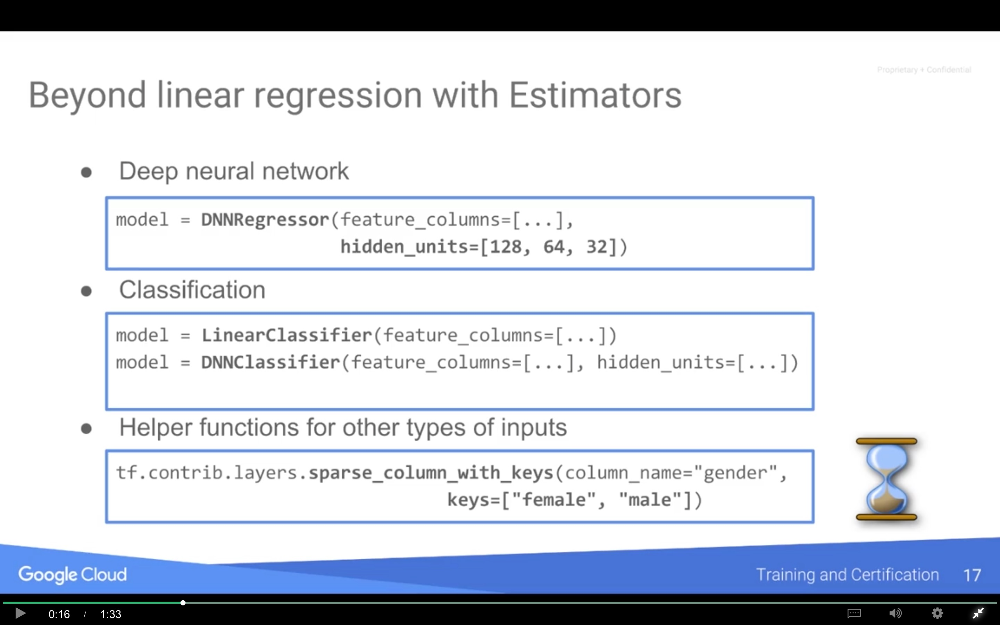 Proprietary + Confidential
Beyond linear regression with Estimators
● Deep neural network
model = DNNRegressor(feature_columns=[...],
hidden_units=[128, 64, 32])
● Classification
model = LinearClassifier(feature_columns=[...])
model = DNNClassifier(feature_columns=[...], hidden_units=[...])
● Helper functions for other types of inputs
tf.contrib.layers.sparse_column_with_keys(column_name="gender",
keys=["female", "male"])
Google Cloud
Training and Certification 17
0:16 / 1:33